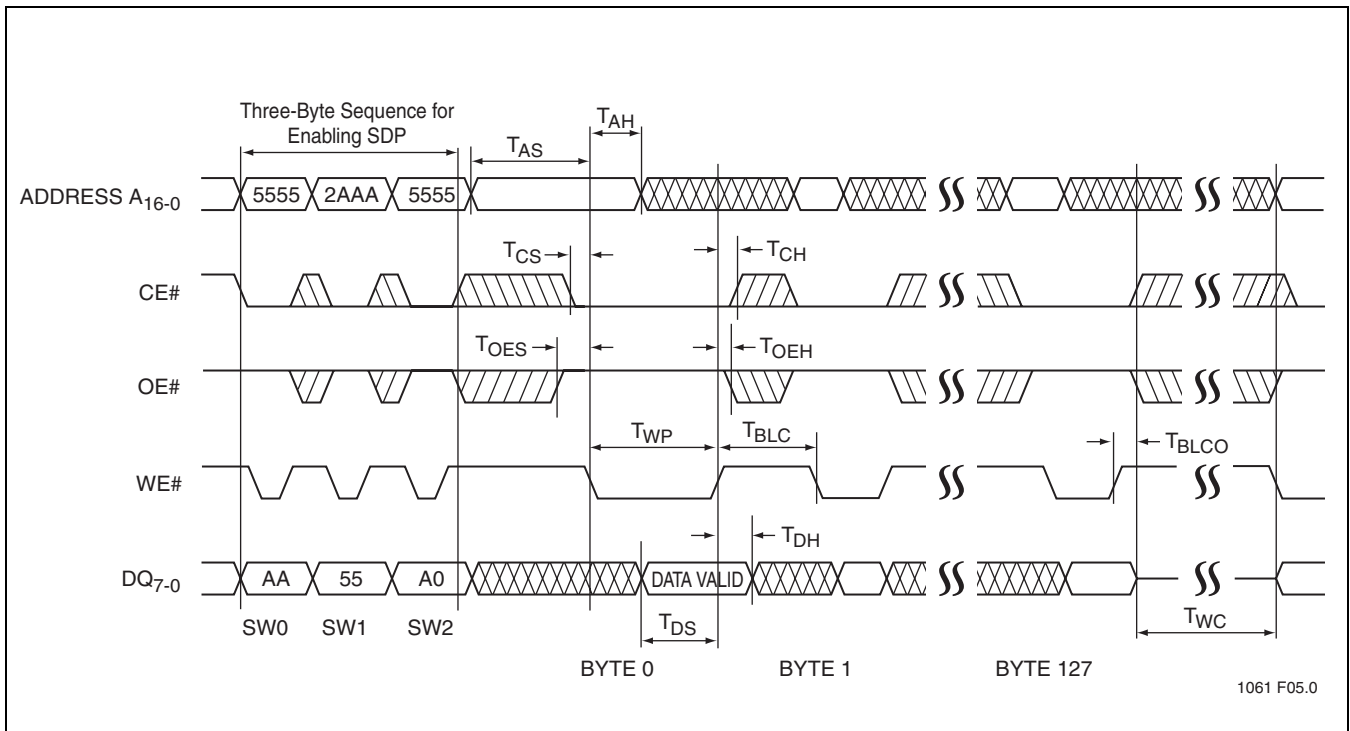 Three-Byte Sequence for
Enabling SDP
TAH
TAS
ADDRESS A16-0
5555 2AAA 5555
TCS
TCH
CE#
TOES
TOEH
OE#
TWP
TBLC
TBLCO
WE#
TDH
DQ7-0
AA 55 A0 DATA VALID
SW0 SW1 SW2
TDS
TWC
BYTE 0 BYTE 1 BYTE 127
1061 F05.0